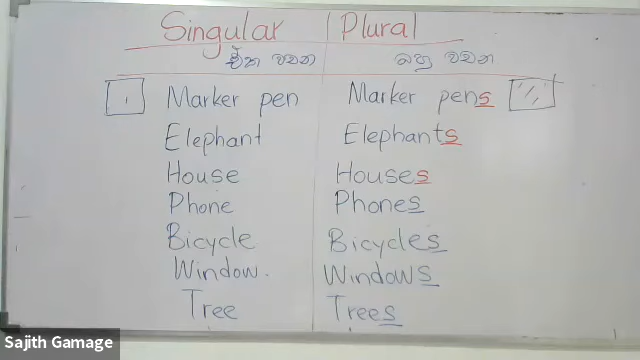 Singular | Plural
ඒක වචන බහු වචන
Marker pen Marker pens
Elephant Elephants
House Houses
Phone Phones
Bicycle Bicycles
Window. Windows
Tree Trees
Sajith Gamage